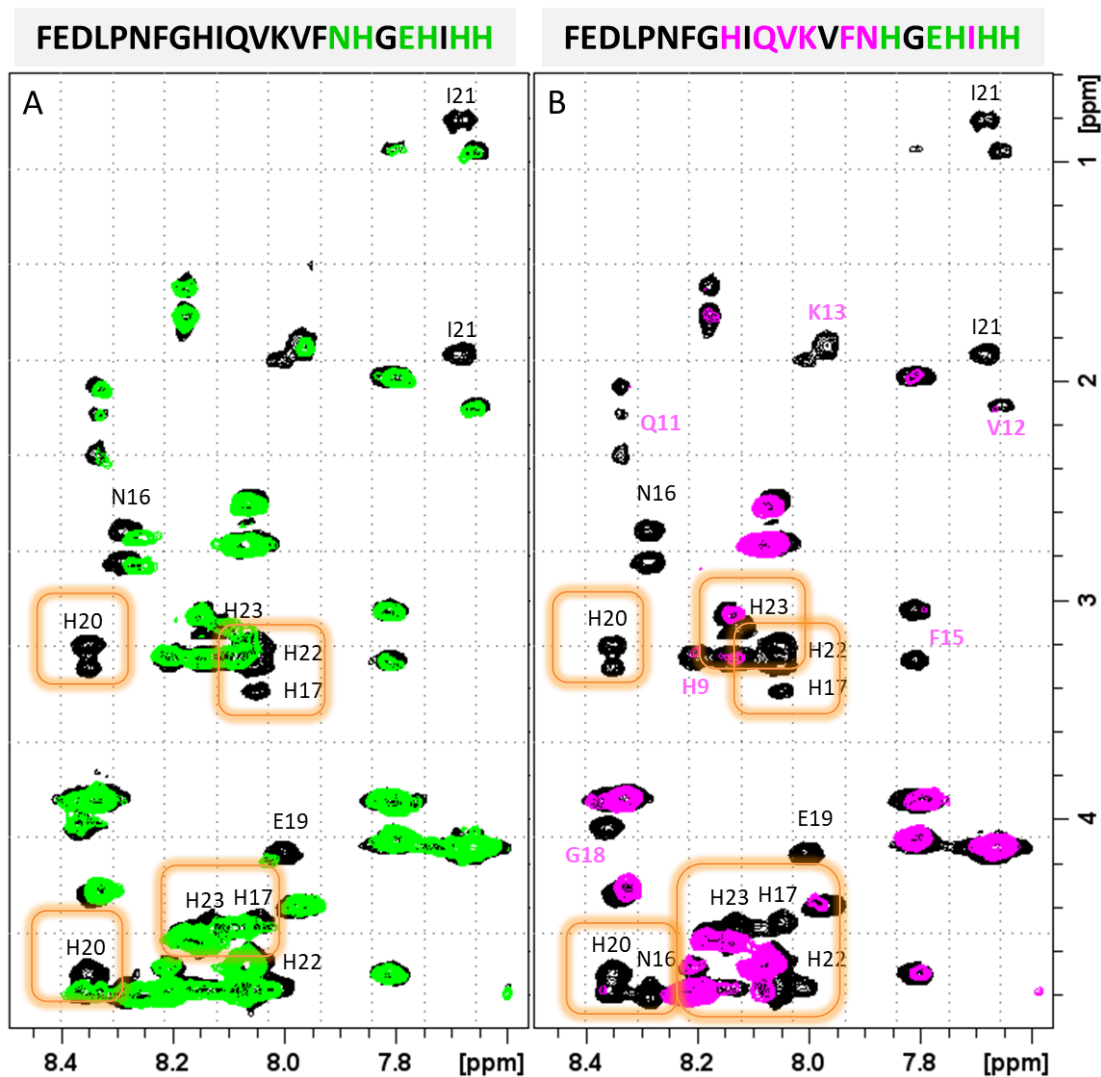 FEDLPNFGHIQVKVFNHGEHIHH
FEDLPNFGHIQVKVFNHGEHIHH
A
I21
I21
N16
H20
H23
H22
H17
E19
H23
H17
H20
H22
8.4
8.2
8.0
7.8
[ppm]
B
I21
K13
I21
Q11
V12
N16
H20
H23
H22
H17
F15
H9
E19
G18
H23
H17
H20
N16
H22
8.4
8.2
8.0
7.8
[ppm]
[ppm]
1
2
3
4